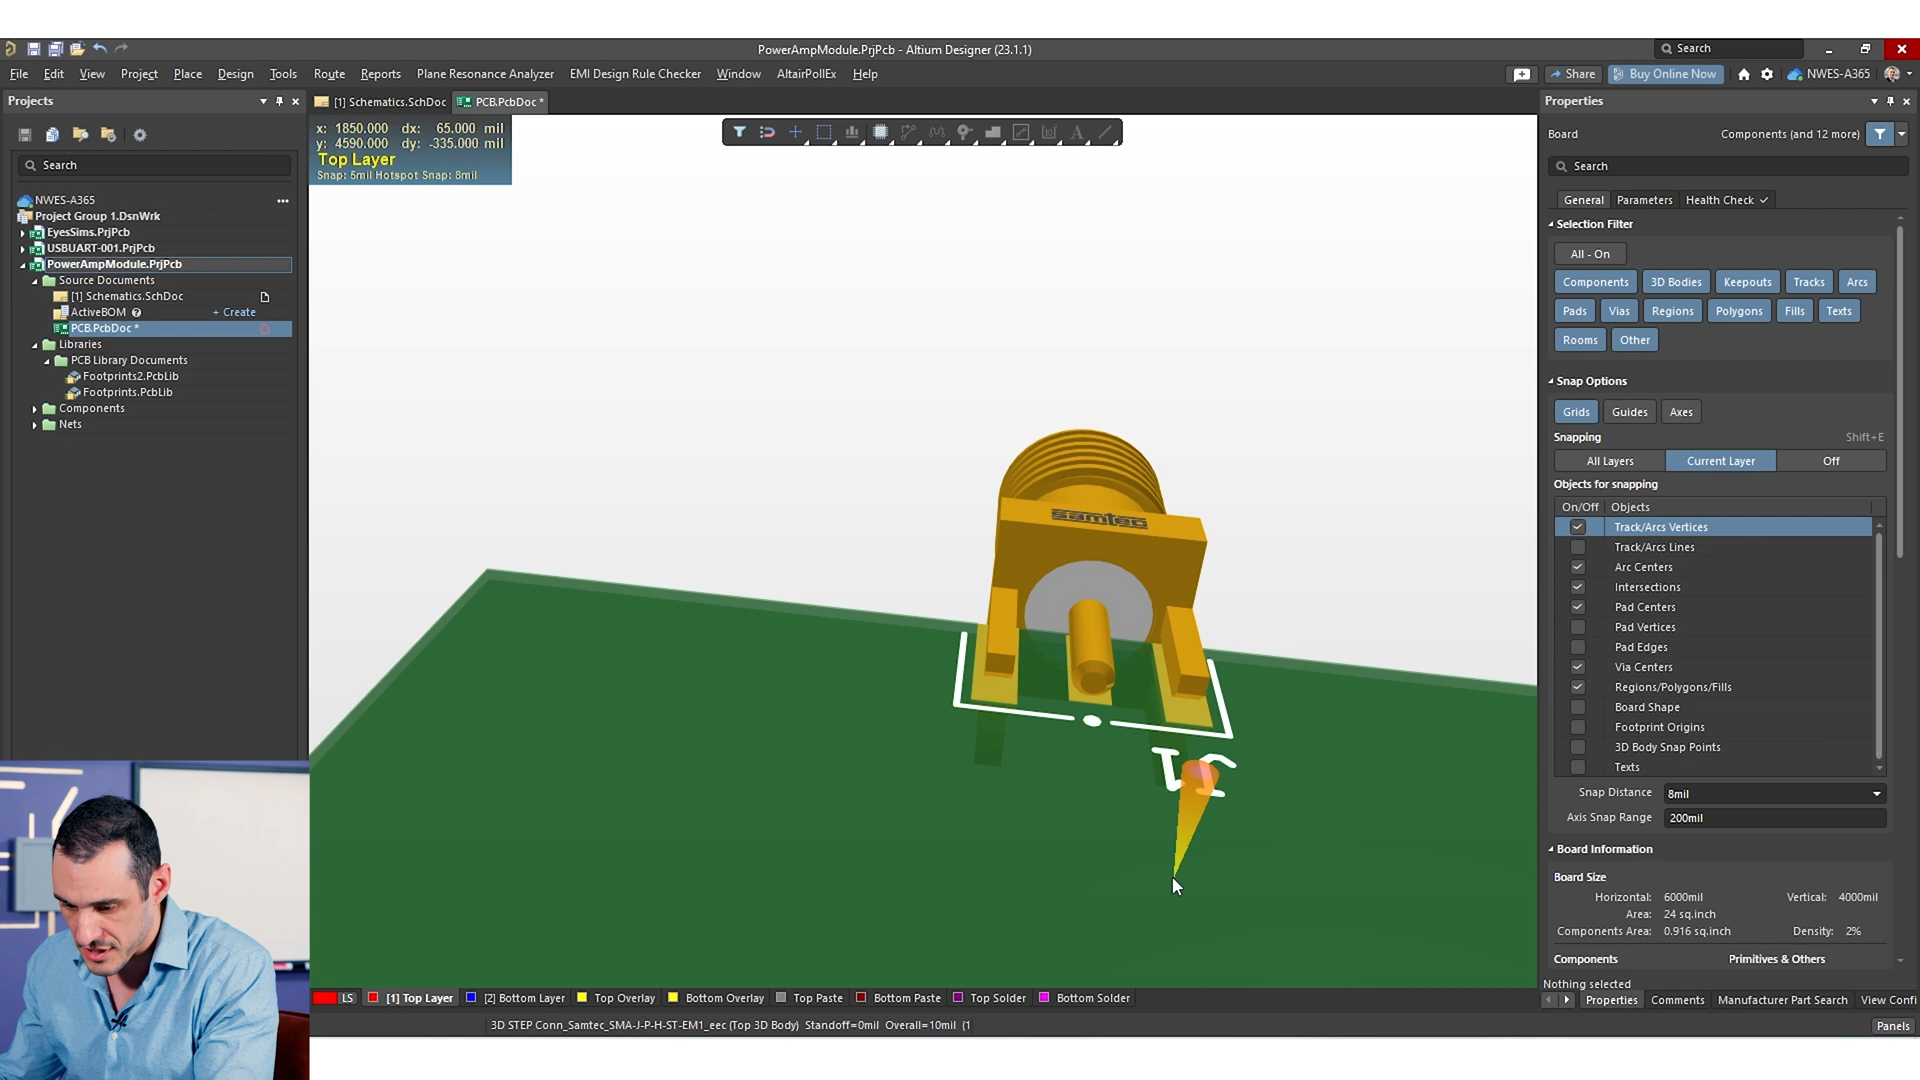 PowerAmpModule.PrjPcb - Altium Designer (23.1.1)
Search
File Edit View Project Place Design Tools Route Reports Plane Resonance Analyzer EMI Design Rule Checker Window AltairPollEx Help
Share
Buy Online Now
NWES-A365
Projects
[1] Schematics.SchDoc
PCB.PcbDoc *
Properties
x: 1850.000 dx: 65.000 mil
y: 4590.000 dy: -335.000 mil
Top Layer
Snap: 5mil Hotspot Snap: 8mil
Board
Components (and 12 more)
Search
Search
NWES-A365
Project Group 1.DsnWrk
EyesSims.PrjPcb
USBUART-001.PrjPcb
PowerAmpModule.PrjPcb
Source Documents
[1] Schematics.SchDoc
ActiveBOM
+ Create
PCB.PcbDoc *
Libraries
PCB Library Documents
Footprints2.PcbLib
Footprints.PcbLib
Components
Nets
samtec
J1
General Parameters Health Check
Selection Filter
All - On
Components 3D Bodies Keepouts Tracks Arcs
Pads Vias Regions Polygons Fills Texts
Rooms Other
Snap Options
Grids Guides Axes
Snapping
Shift+E
All Layers Current Layer Off
Objects for snapping
On/Off Objects
Track/Arcs Vertices
Track/Arcs Lines
Arc Centers
Intersections
Pad Centers
Pad Vertices
Pad Edges
Via Centers
Regions/Polygons/Fills
Board Shape
Footprint Origins
3D Body Snap Points
Texts
Snap Distance 8mil
Axis Snap Range 200mil
Board Information
Board Size
Horizontal: 6000mil Vertical: 4000mil
Area: 24 sq.inch
Components Area: 0.916 sq.inch Density: 2%
Components Primitives & Others
Nothing selected
Properties Comments Manufacturer Part Search View Confi
LS [1] Top Layer [2] Bottom Layer Top Overlay Bottom Overlay Top Paste Bottom Paste Top Solder Bottom Solder
3D STEP Conn_Samtec_SMA-J-P-H-ST-EM1_eec (Top 3D Body) Standoff=0mil Overall=10mil (1
Panels